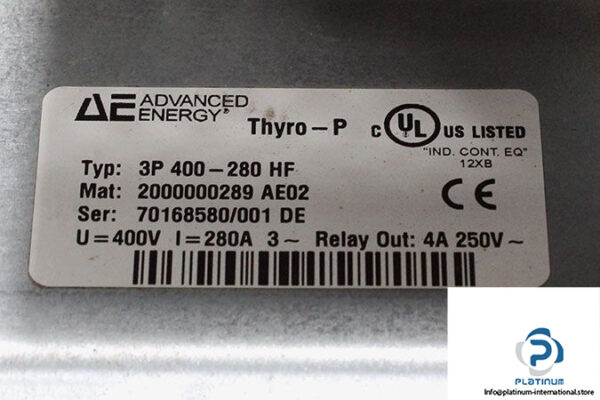 AE ADVANCED
ENERGY®
Thyro-P
C UL US LISTED
"IND. CONT. EQ"
12XB
Typ: 3P 400-280 HF
Mat: 2000000289 AE02
CE
Ser: 70168580/001 DE
U=400V I=280A 3~ Relay Out: 4A 250V~
PLATINUM
Info@platinum-international.store